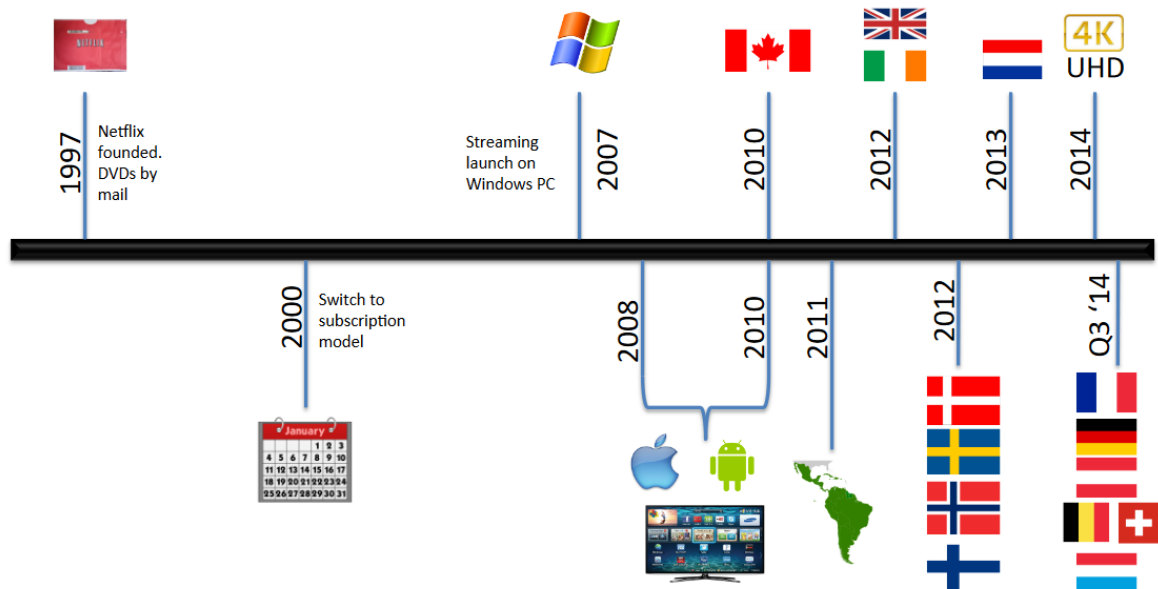 NETFLIX
4K
UHD
1997
Netflix
founded.
DVDs by
mail
Streaming
launch on
Windows PC
2007
2010
2012
2013
2014
2000
Switch to
subscription
model
2008
2010
2011
2012
Q3 ‘14
January
1 2 3
4 5 6 7 8 9 10
11 12 13 14 15 16 17
18 19 20 21 22 23 24
25 26 27 28 29 30 31